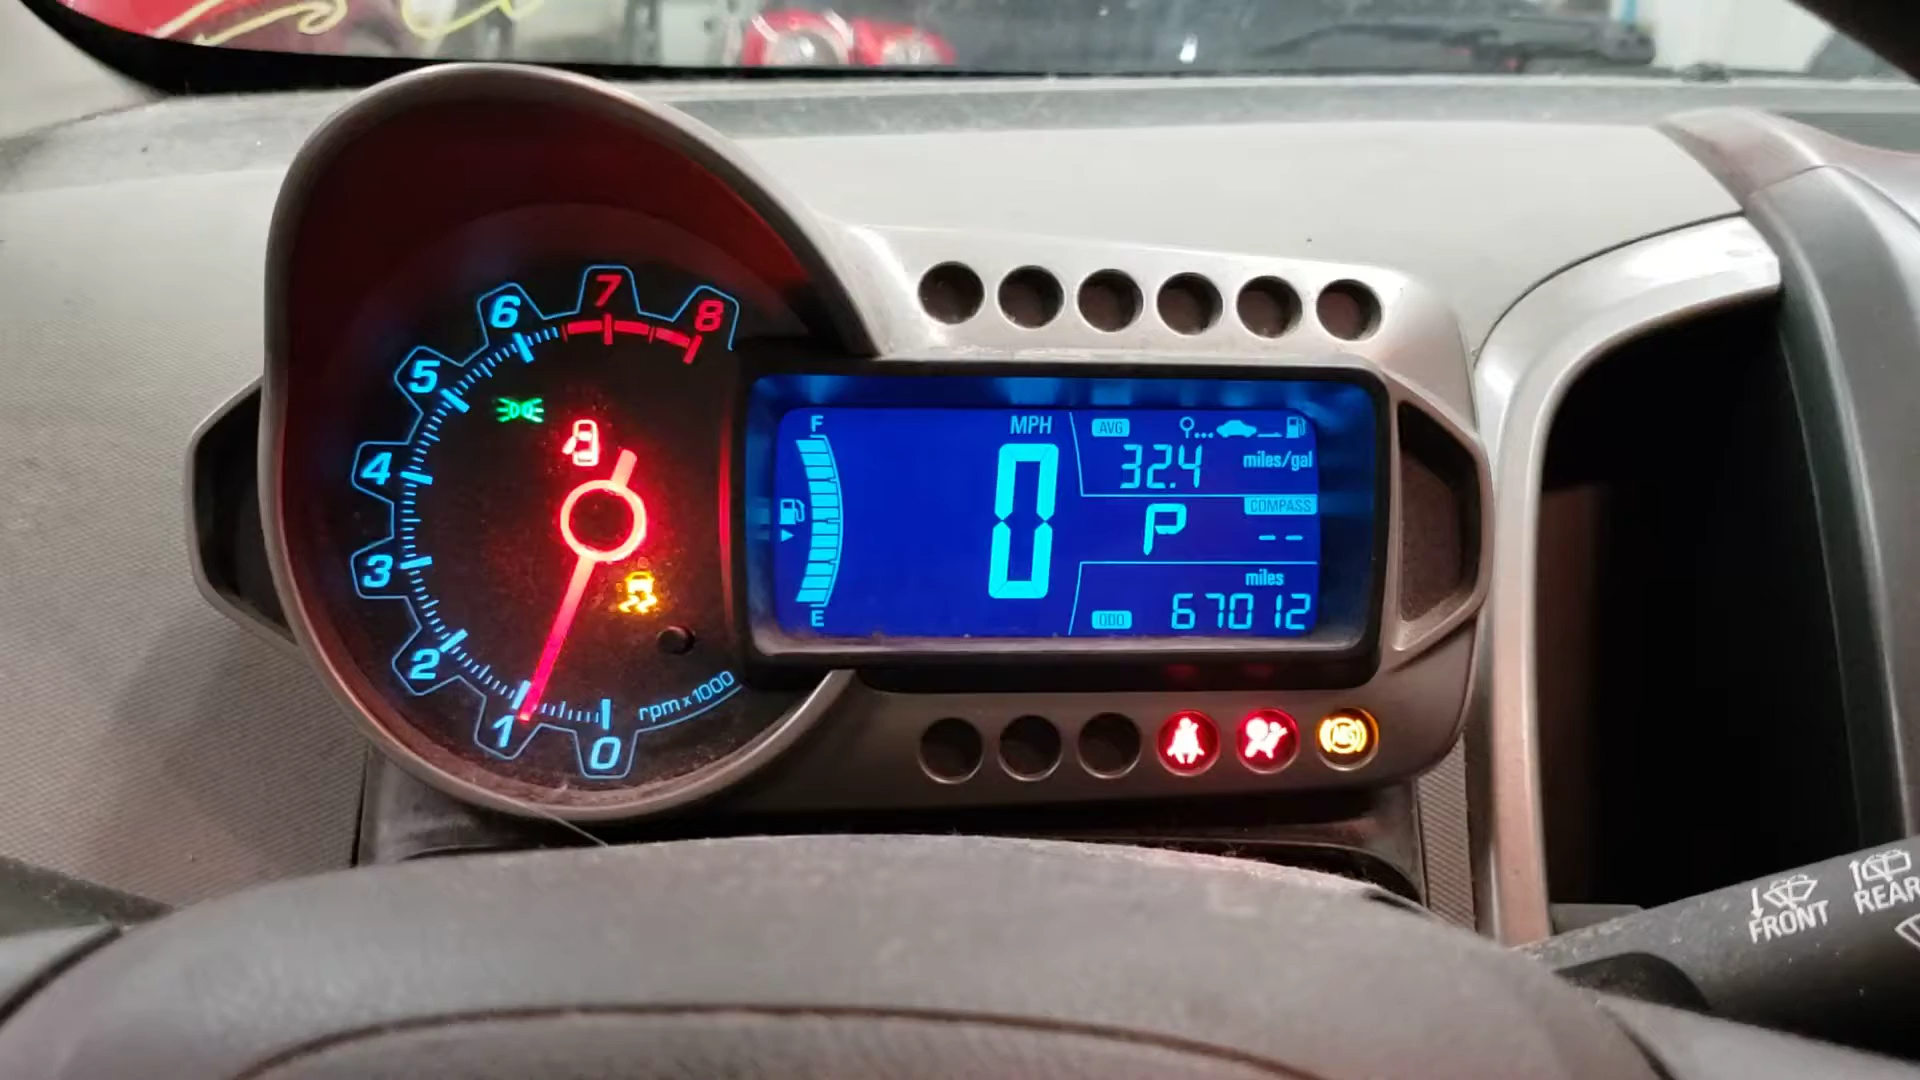 8
7
6
5
4
3
2
1
0
rpm x 1000
F
E
MPH
0
AVG
32.4 miles/gal
P
COMPASS
--
miles
ODO 67012
ABS
FRONT
REAR